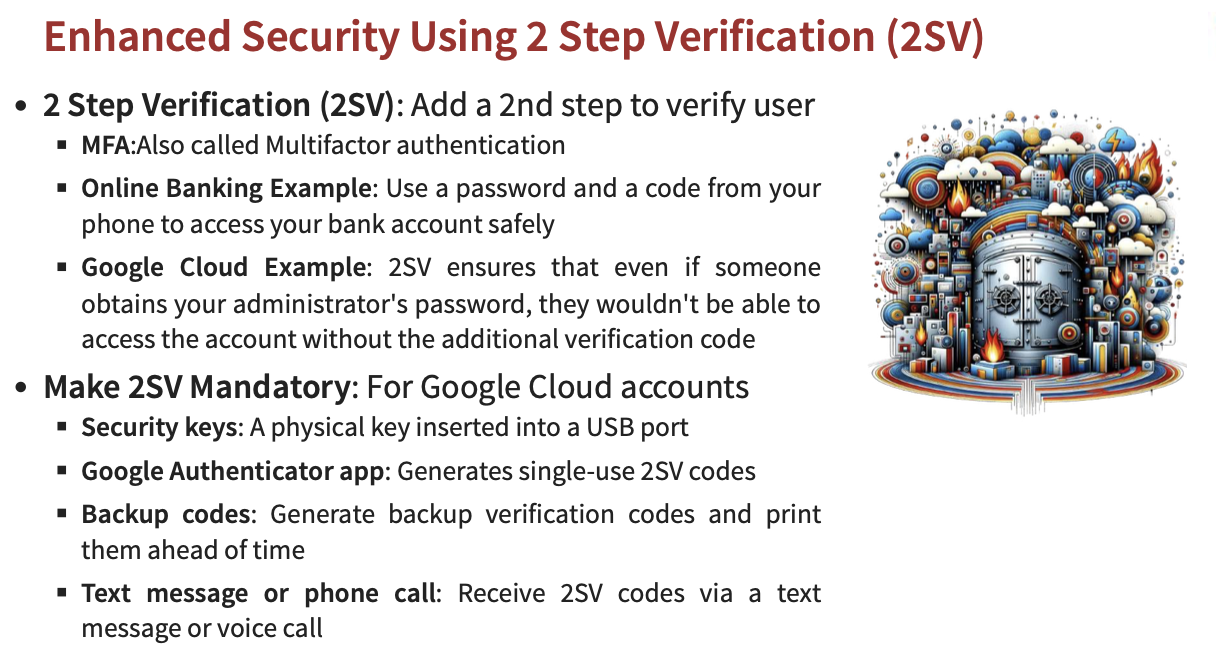 Enhanced Security Using 2 Step Verification (2SV)
• 2 Step Verification (2SV): Add a 2nd step to verify user
▪ MFA:Also called Multifactor authentication
▪ Online Banking Example: Use a password and a code from your
phone to access your bank account safely
▪ Google Cloud Example: 2SV ensures that even if someone
obtains your administrator's password, they wouldn't be able to
access the account without the additional verification code
• Make 2SV Mandatory: For Google Cloud accounts
▪ Security keys: A physical key inserted into a USB port
▪ Google Authenticator app: Generates single-use 2SV codes
▪ Backup codes: Generate backup verification codes and print
them ahead of time
▪ Text message or phone call: Receive 2SV codes via a text
message or voice call